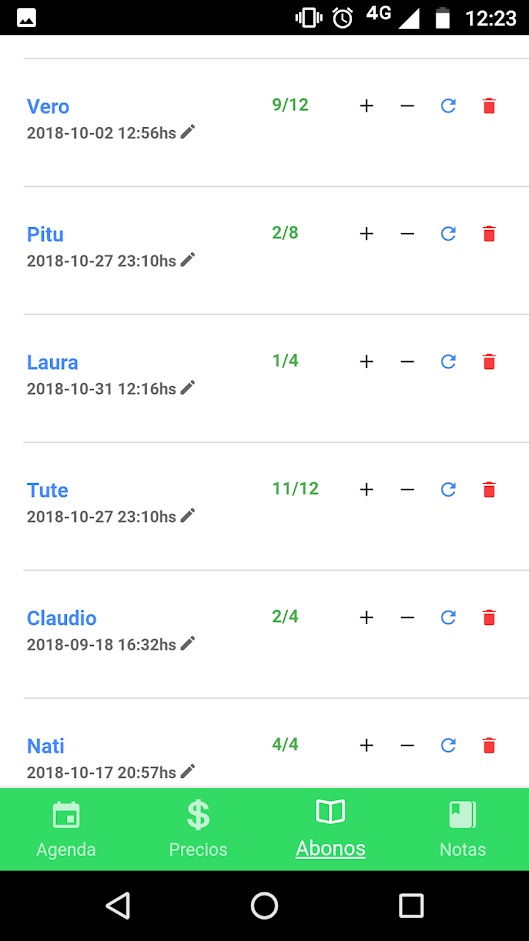 4G 12:23
Vero 9/12
2018-10-02 12:56hs
Pitu 2/8
2018-10-27 23:10hs
Laura 1/4
2018-10-31 12:16hs
Tute 11/12
2018-10-27 23:10hs
Claudio 2/4
2018-09-18 16:32hs
Nati 4/4
2018-10-17 20:57hs
Agenda Precios Abonos Notas